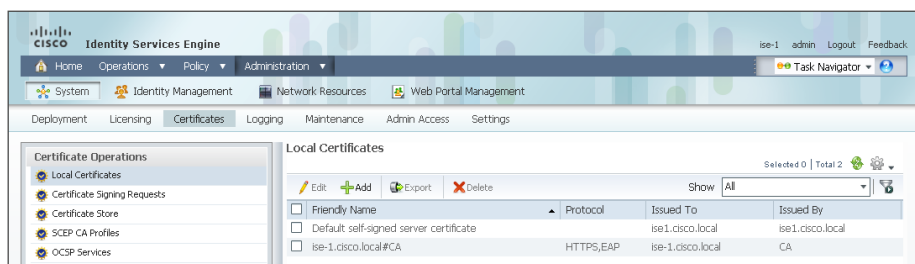 CISCO Identity Services Engine
ise-1 admin Logout Feedback
Home Operations Policy Administration
Task Navigator
System Identity Management Network Resources Web Portal Management
Deployment Licensing Certificates Logging Maintenance Admin Access Settings
Certificate Operations
Local Certificates
Certificate Signing Requests
Certificate Store
SCEP CA Profiles
OCSP Services
Local Certificates
Selected 0 | Total 2
Edit Add Export Delete Show All
Friendly Name Protocol Issued To Issued By
Default self-signed server certificate ise1.cisco.local ise1.cisco.local
ise-1.cisco.local#CA HTTPS,EAP ise-1.cisco.local CA